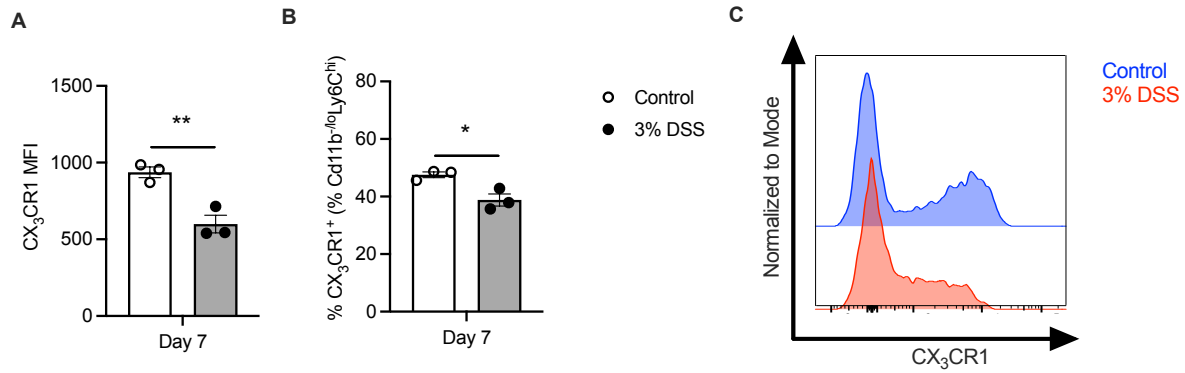 A
CX₃CR1 MFI
1500
1000
500
0
**
Day 7
B
% CX₃CR1⁺ (% Cd11b⁻/ˡᵒLy6Cʰⁱ)
80
60
40
20
0
*
Day 7
Control
3% DSS
C
Normalized to Mode
CX₃CR1
Control
3% DSS